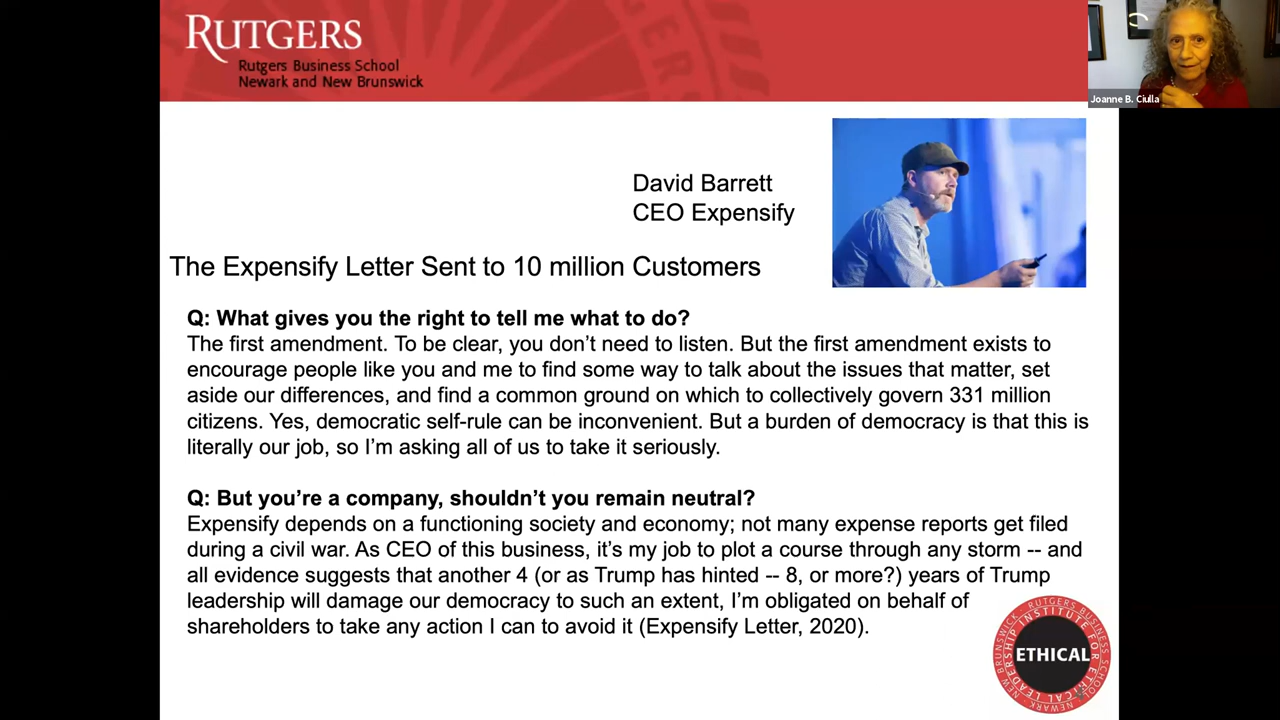 RUTGERS
Rutgers Business School
Newark and New Brunswick
Joanne B. Ciulla
David Barrett
CEO Expensify
The Expensify Letter Sent to 10 million Customers
Q: What gives you the right to tell me what to do?
The first amendment. To be clear, you don’t need to listen. But the first amendment exists to
encourage people like you and me to find some way to talk about the issues that matter, set
aside our differences, and find a common ground on which to collectively govern 331 million
citizens. Yes, democratic self-rule can be inconvenient. But a burden of democracy is that this is
literally our job, so I’m asking all of us to take it seriously.
Q: But you’re a company, shouldn’t you remain neutral?
Expensify depends on a functioning society and economy; not many expense reports get filed
during a civil war. As CEO of this business, it’s my job to plot a course through any storm -- and
all evidence suggests that another 4 (or as Trump has hinted -- 8, or more?) years of Trump
leadership will damage our democracy to such an extent, I’m obligated on behalf of
shareholders to take any action I can to avoid it (Expensify Letter, 2020).
RUTGERS BUSINESS SCHOOL
NEWARK
NEW BRUNSWICK
INSTITUTE FOR
ETHICAL LEADERSHIP
ETHICAL